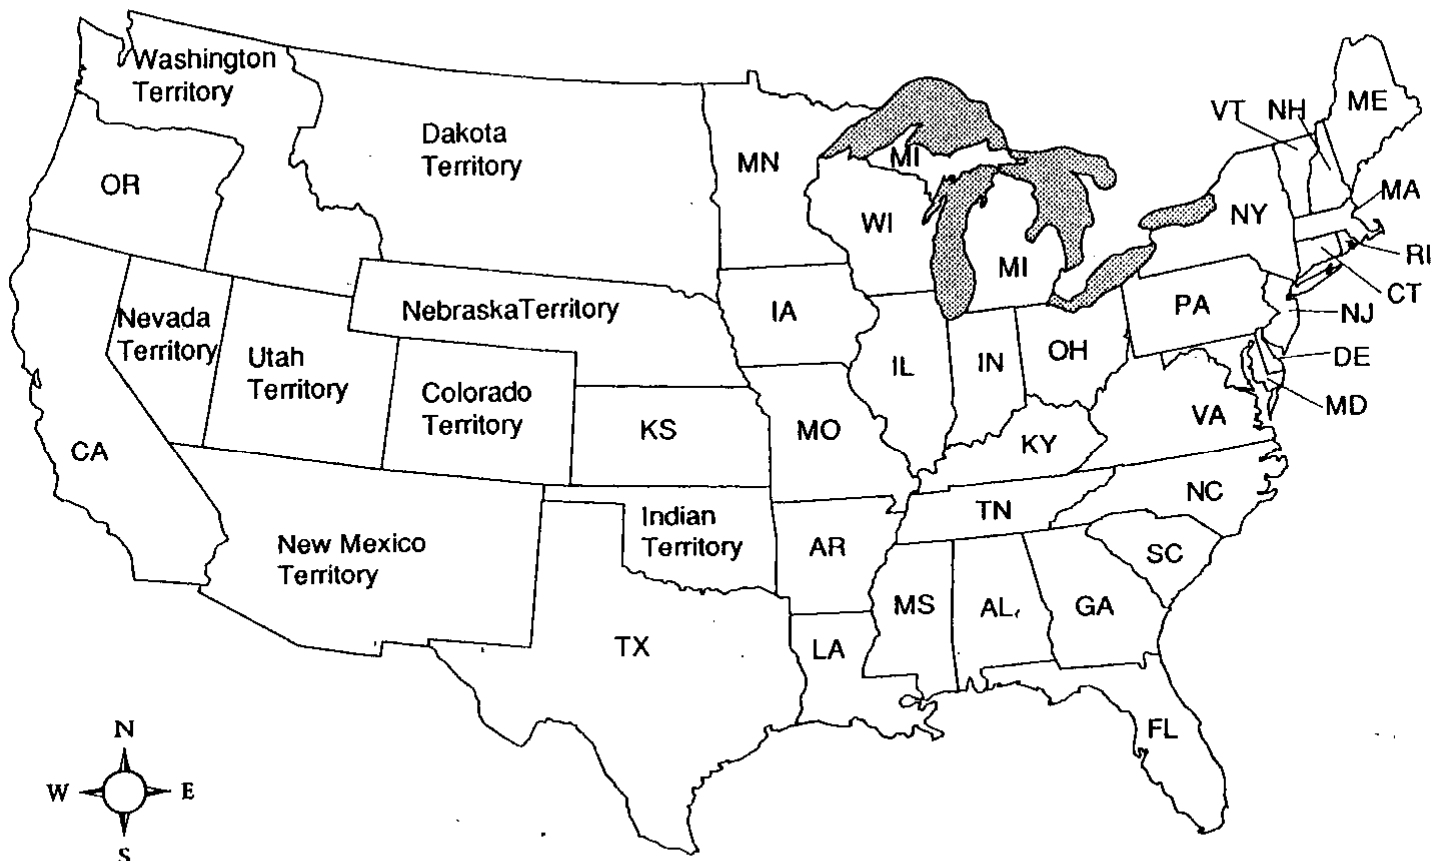 Washington
Territory
VT
NH
ME
Dakota
Territory
MN
MI
OR
MA
WI
NY
RI
MI
CT
Nebraska Territory
IA
PA
NJ
Nevada
Territory
Utah
Territory
OH
IL
IN
DE
Colorado
Territory
MD
KS
MO
VA
CA
KY
NC
TN
Indian
Territory
New Mexico
Territory
AR
SC
MS
AL
GA
TX
LA
FL
N
W
E
S